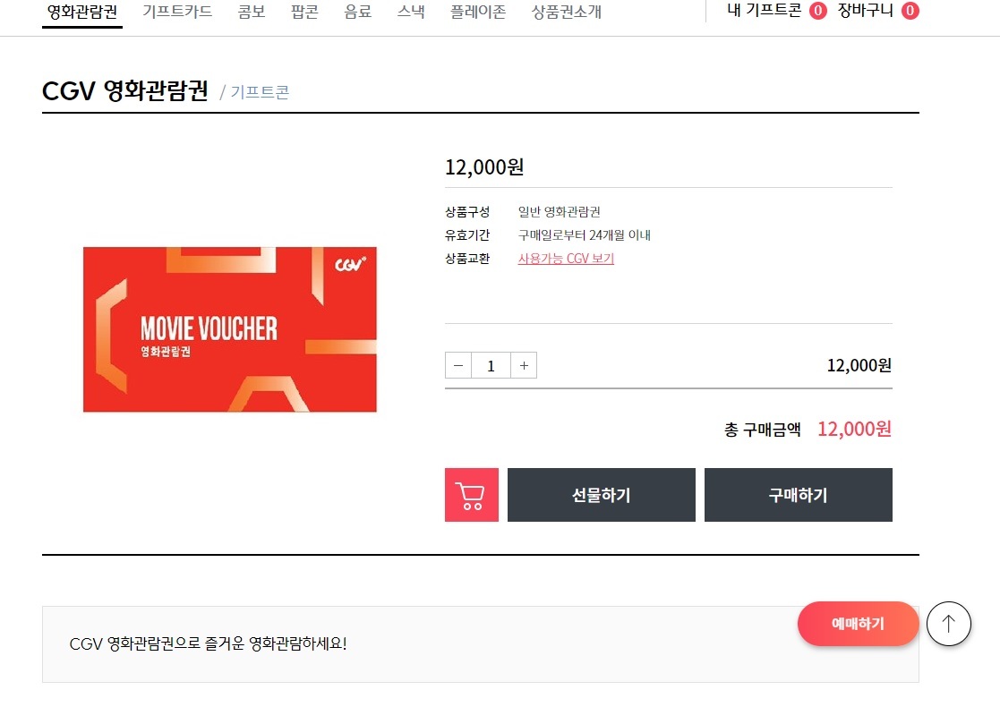 영화관람권 기프트카드 콤보 팝콘 음료 스낵 플레이존 상품권소개 내 기프트콘 0 장바구니 0
CGV 영화관람권 / 기프트콘
12,000원
상품구성 일반 영화관람권
유효기간 구매일로부터 24개월 이내
상품교환 사용가능 CGV 보기
CGV
MOVIE VOUCHER
영화관람권
− 1 + 12,000원
총 구매금액 12,000원
선물하기 구매하기
예매하기
CGV 영화관람권으로 즐거운 영화관람하세요!